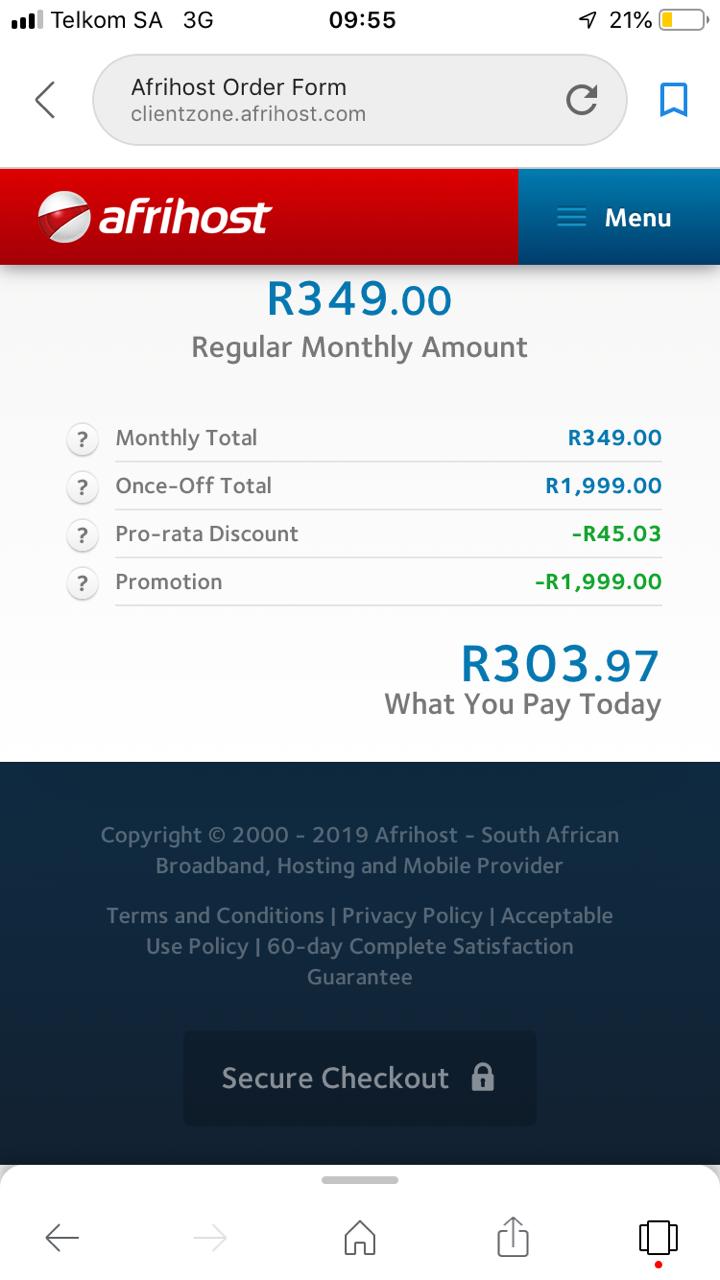 Telkom SA 3G 09:55 21%
Afrihost Order Form
clientzone.afrihost.com
afrihost Menu
R349.00
Regular Monthly Amount
? Monthly Total R349.00
? Once-Off Total R1,999.00
? Pro-rata Discount -R45.03
? Promotion -R1,999.00
R303.97
What You Pay Today
Copyright © 2000 - 2019 Afrihost - South African
Broadband, Hosting and Mobile Provider
Terms and Conditions | Privacy Policy | Acceptable
Use Policy | 60-day Complete Satisfaction
Guarantee
Secure Checkout